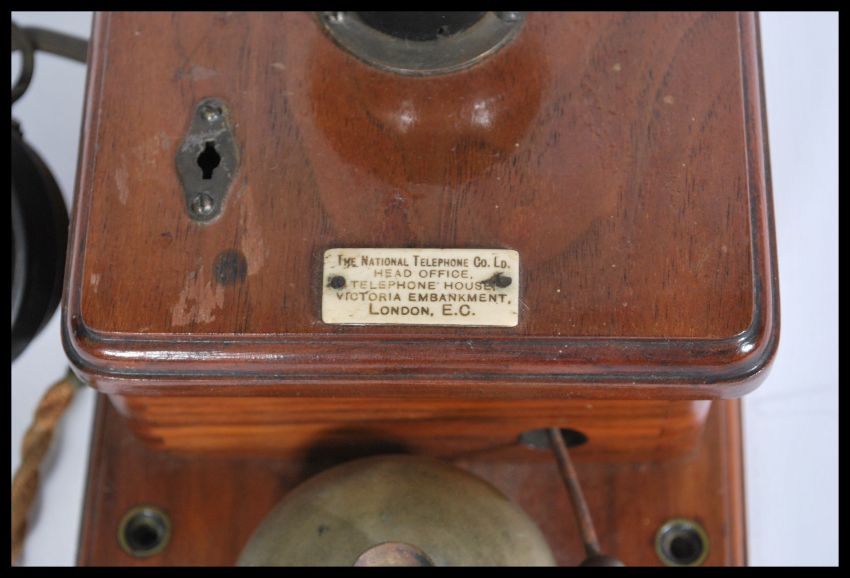 THE NATIONAL TELEPHONE CO. LD.
HEAD OFFICE,
TELEPHONE HOUSE,
VICTORIA EMBANKMENT,
LONDON, E.C.